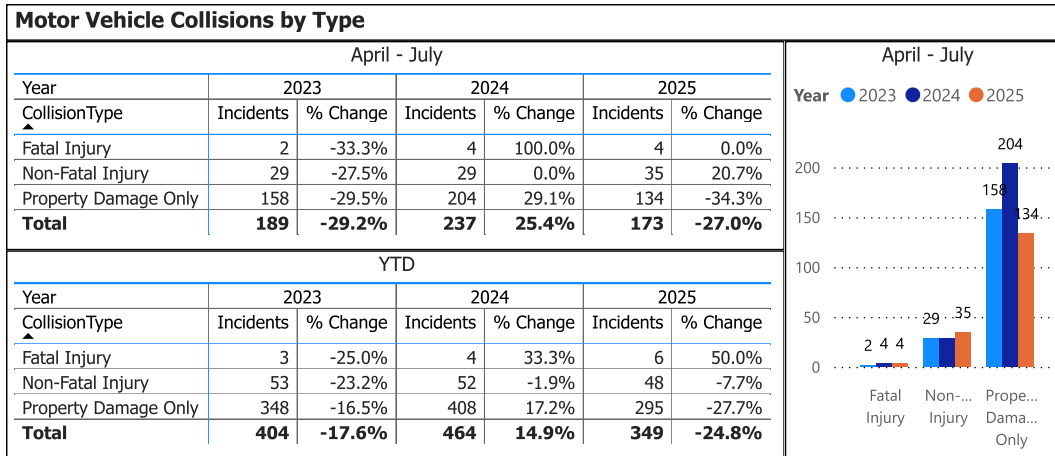 Motor Vehicle Collisions by Type
April - July
Year 2023 2024 2025
CollisionType Incidents % Change Incidents % Change Incidents % Change
Fatal Injury 2 -33.3% 4 100.0% 4 0.0%
Non-Fatal Injury 29 -27.5% 29 0.0% 35 20.7%
Property Damage Only 158 -29.5% 204 29.1% 134 -34.3%
Total 189 -29.2% 237 25.4% 173 -27.0%
YTD
Year 2023 2024 2025
CollisionType Incidents % Change Incidents % Change Incidents % Change
Fatal Injury 3 -25.0% 4 33.3% 6 50.0%
Non-Fatal Injury 53 -23.2% 52 -1.9% 48 -7.7%
Property Damage Only 348 -16.5% 408 17.2% 295 -27.7%
Total 404 -17.6% 464 14.9% 349 -24.8%
April - July
Year 2023 2024 2025
204
200
158
150
134
100
50
29 35
2 4 4
0
Fatal Non-... Prope...
Injury Injury Dama...
Only